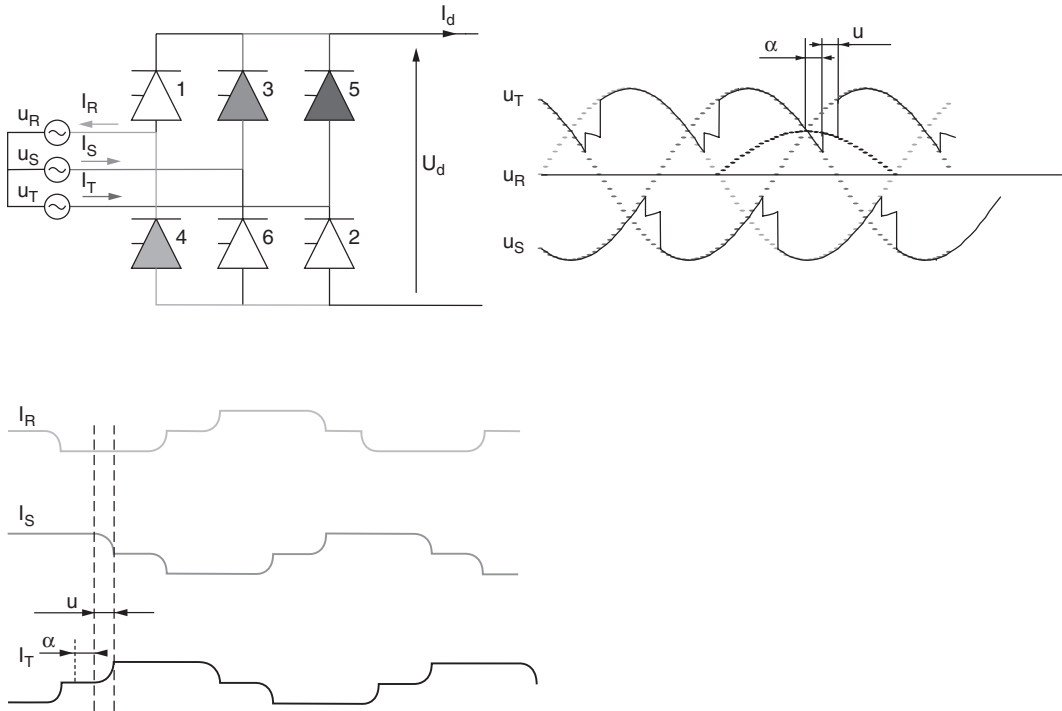 I_d
1 3 5
I_R
u_R
I_S
u_S
I_T
u_T
U_d
4 6 2
α u
u_T
u_R
u_S
I_R
I_S
u
α
I_T